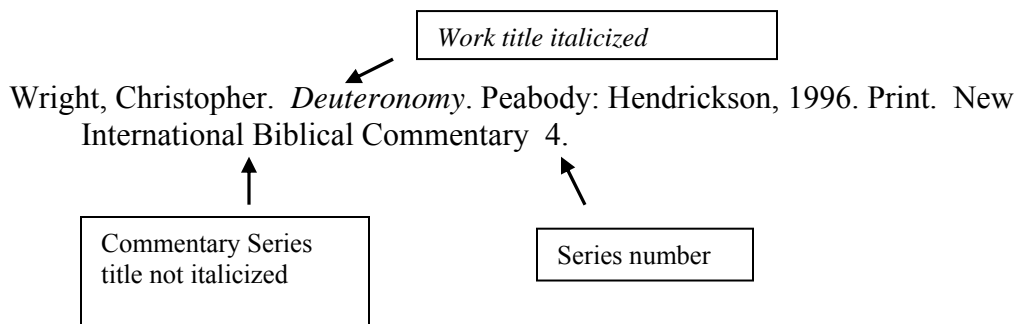 Work title italicized
Wright, Christopher. Deuteronomy. Peabody: Hendrickson, 1996. Print. New
International Biblical Commentary 4.
Commentary Series
title not italicized
Series number